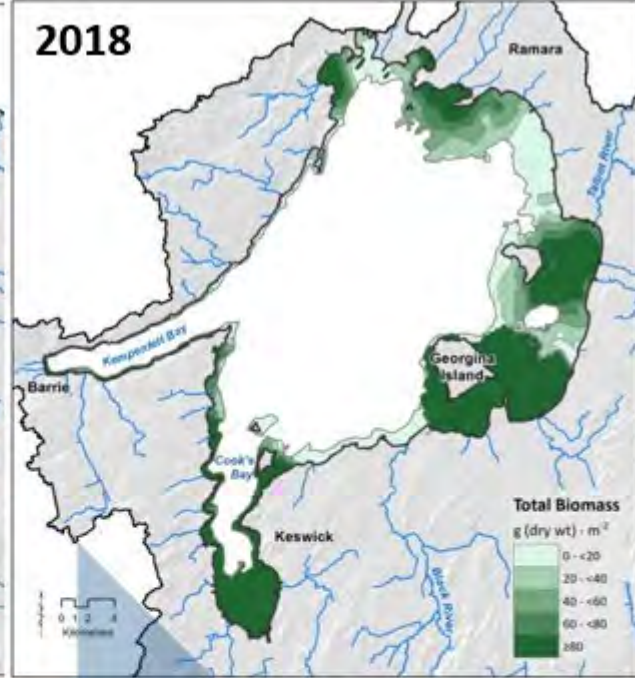 2018
Ramara
Talbot River
Kempenfelt Bay
Barrie
Georgina
Island
Cook's
Bay
Keswick
Black River
Total Biomass
g (dry wt) · m⁻²
0 - <20
20 - <40
40 - <60
60 - <80
≥80
0 1 2 4
Kilometres